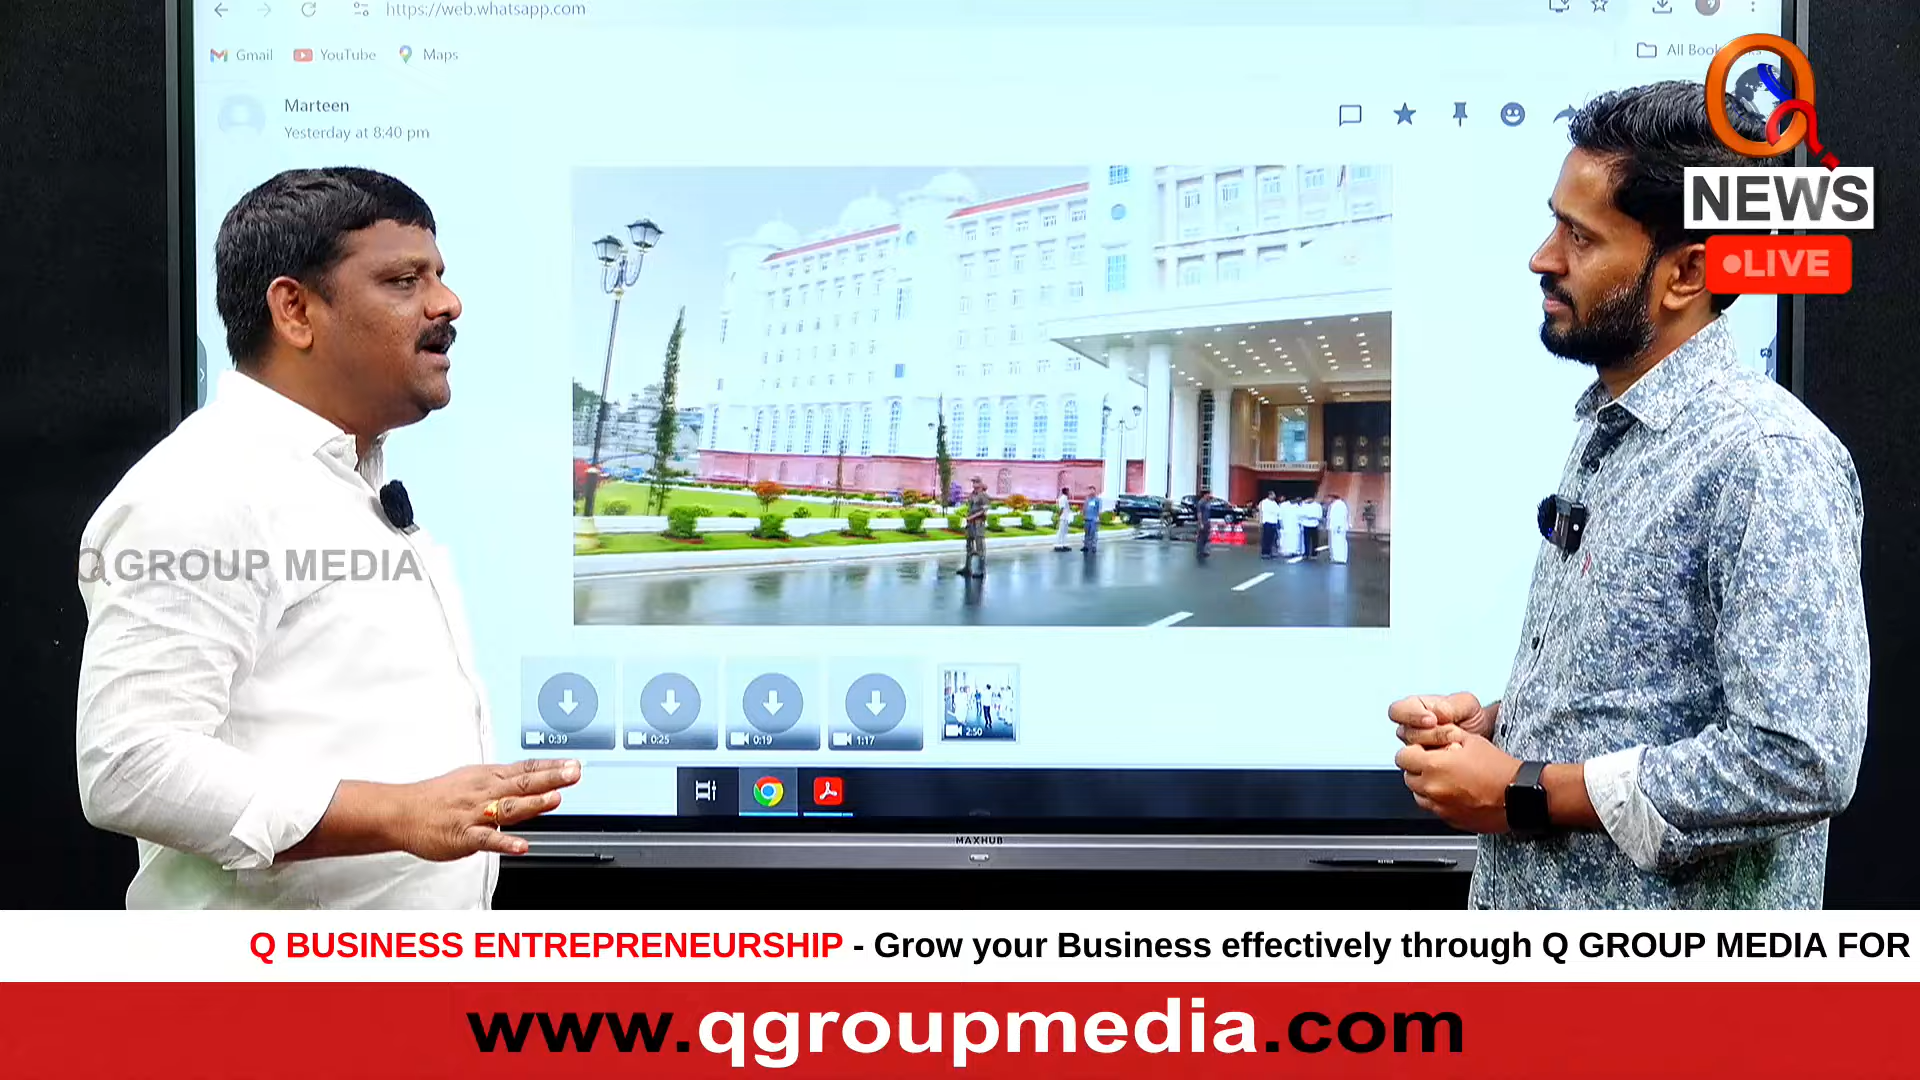 https://web.whatsapp.com
Gmail
YouTube
Maps
All Book
Marteen
Yesterday at 8:40 pm
NEWS
LIVE
Q GROUP MEDIA
0:39
0:25
0:19
1:17
2:50
MAXHUB
Q BUSINESS ENTREPRENEURSHIP - Grow your Business effectively through Q GROUP MEDIA FOR
www.qgroupmedia.com